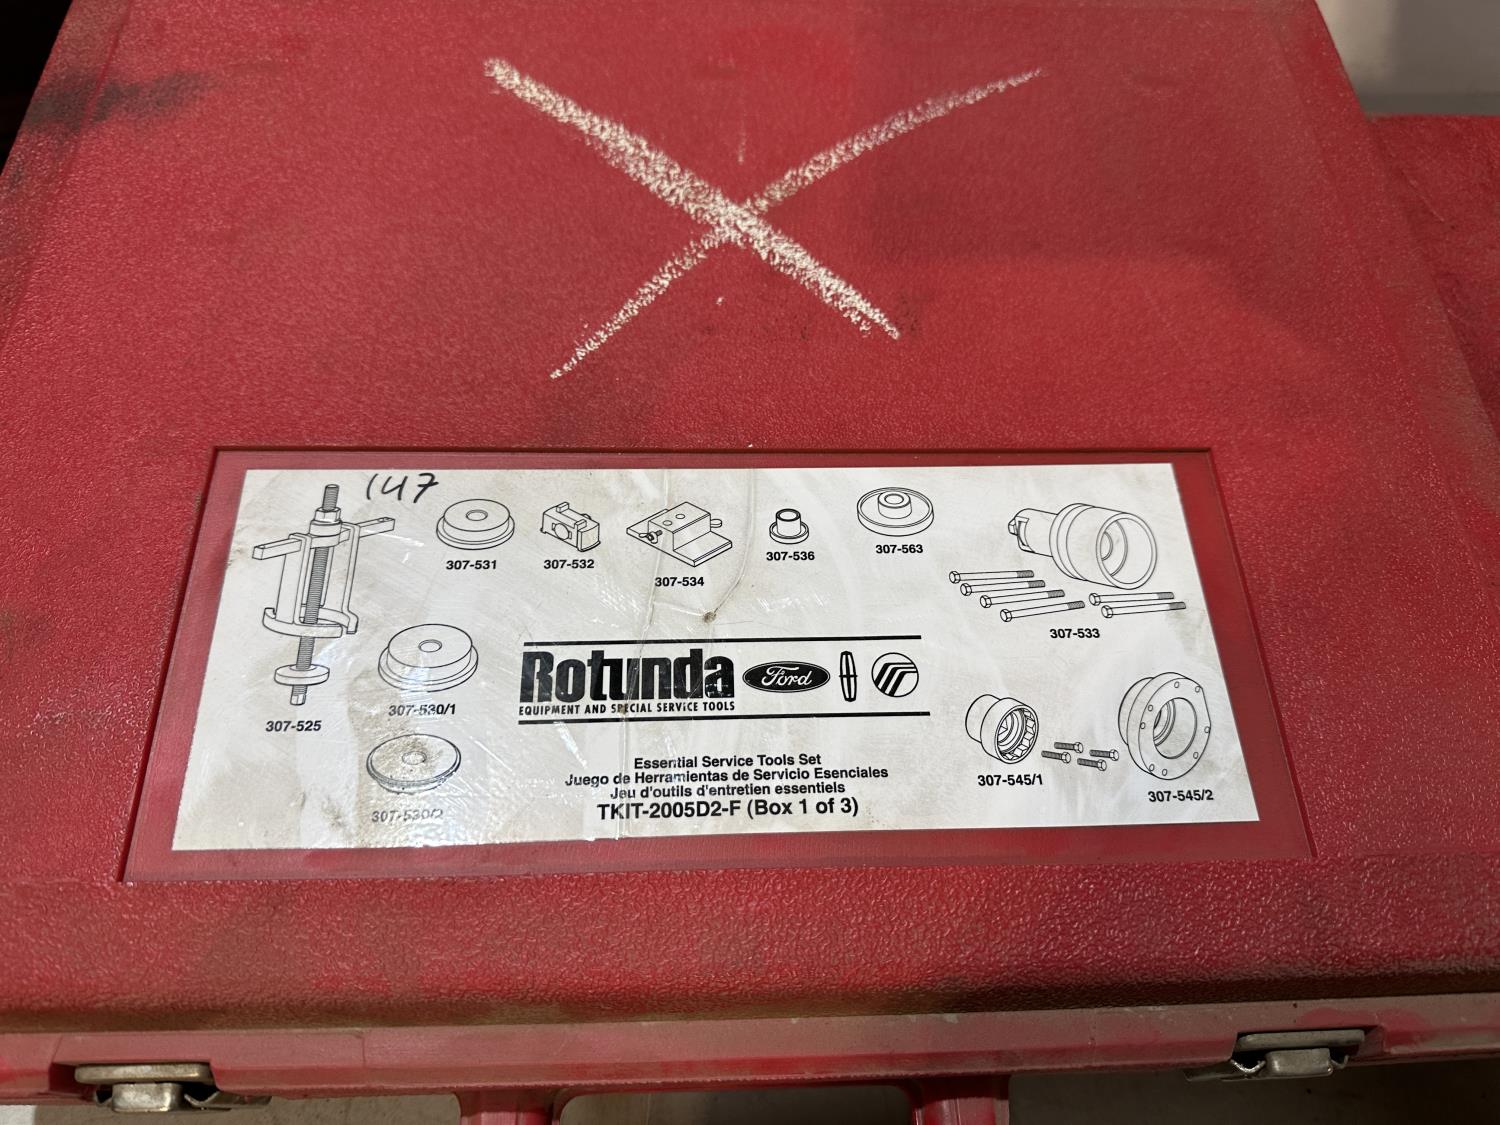 147
307-531
307-532
307-534
307-536
307-563
307-533
307-525
307-530/1
307-530/2
Rotunda
Ford
EQUIPMENT AND SPECIAL SERVICE TOOLS
Essential Service Tools Set
Juego de Herramientas de Servicio Esenciales
Jeu d'outils d'entretien essentiels
TKIT-2005D2-F (Box 1 of 3)
307-545/1
307-545/2